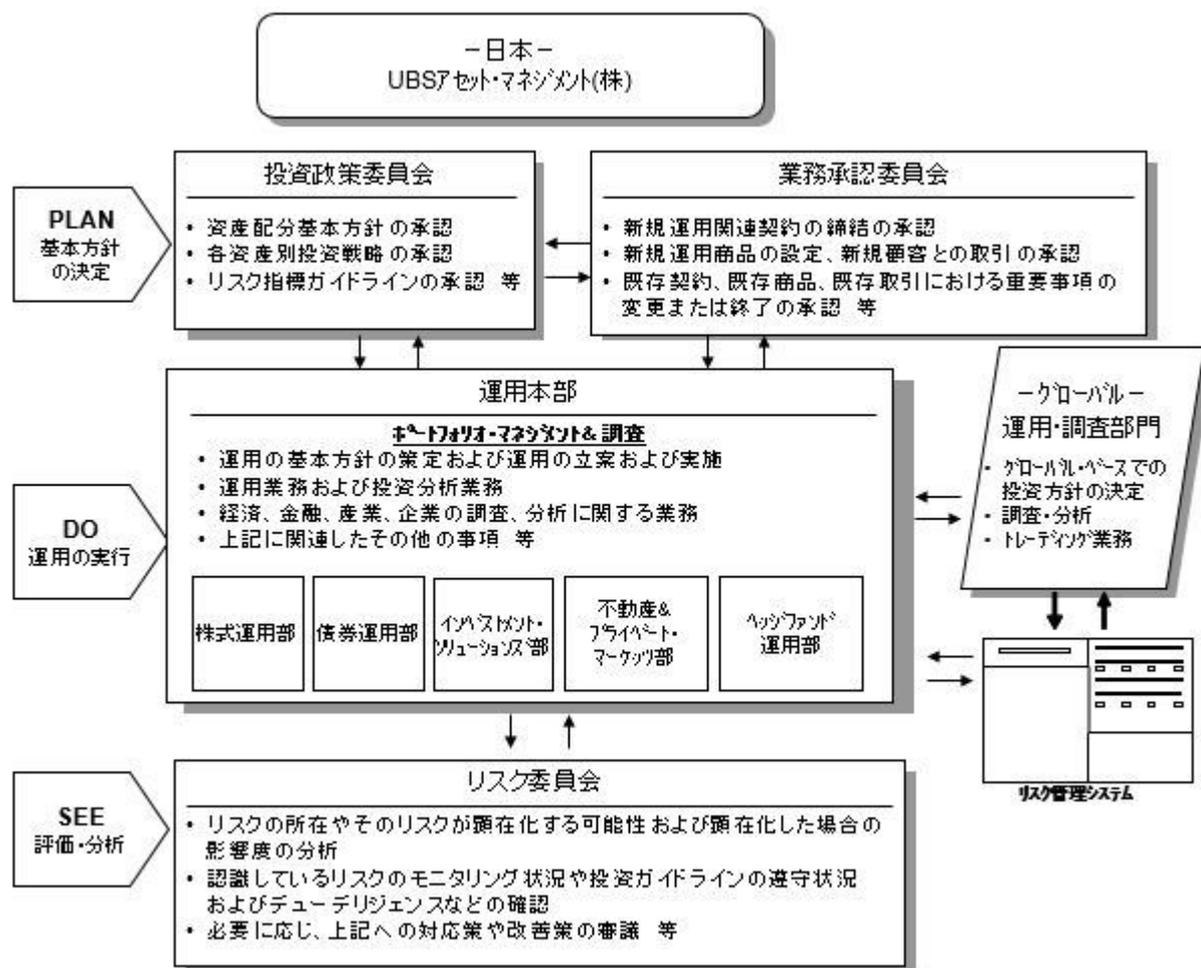 －日本－
UBSアセット・マネジメント(株)
PLAN
基本方針
の決定
投資政策委員会
• 資産配分基本方針の承認
• 各資産別投資戦略の承認
• リスク指標ガイドラインの承認 等
業務承認委員会
• 新規運用関連契約の締結の承認
• 新規運用商品の設定、新規顧客との取引の承認
• 既存契約、既存商品、既存取引における重要事項の
変更または終了の承認 等
DO
運用の実行
運用本部
ポートフォリオ・マネジメント&調査
• 運用の基本方針の策定および運用の立案および実施
• 運用業務および投資分析業務
• 経済、金融、産業、企業の調査、分析に関する業務
• 上記に関連したその他の事項 等
株式運用部
債券運用部
インベストメント・
ソリューションズ部
不動産&
プライベート・
マーケッツ部
ヘッジファンド
運用部
－グローバル－
運用・調査部門
• グローバル・ベースでの
投資方針の決定
• 調査・分析
• トレーディング業務
リスク管理システム
SEE
評価・分析
リスク委員会
• リスクの所在やそのリスクが顕在化する可能性および顕在化した場合の
影響度の分析
• 認識しているリスクのモニタリング状況や投資ガイドラインの遵守状況
およびデューデリジェンスなどの確認
• 必要に応じ、上記への対応策や改善策の審議 等